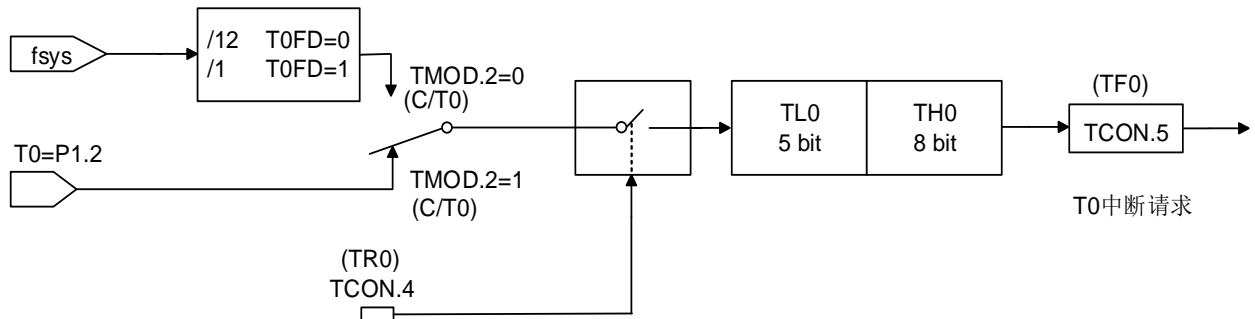 fsys
/12 T0FD=0
/1 T0FD=1
TMOD.2=0
(C/T0)
T0=P1.2
TMOD.2=1
(C/T0)
(TR0)
TCON.4
TL0
5 bit
TH0
8 bit
(TF0)
TCON.5
T0中断请求